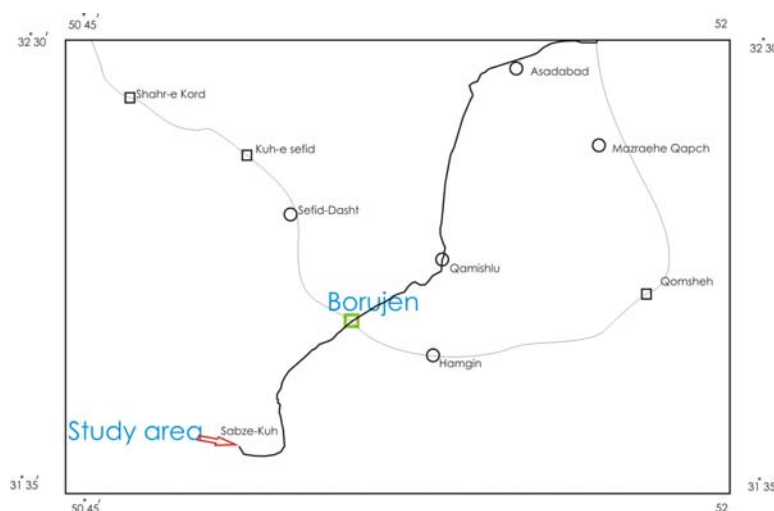 50° 45′
52
32° 30′
32° 30′
Asadabad
Shahr-e Kord
Mazraehe Qapch
Kuh-e sefid
Sefid-Dasht
Qamishlu
Qomsheh
Borujen
Hamgin
Study area
Sabze-Kuh
31° 35′
31° 35′
50° 45′
52